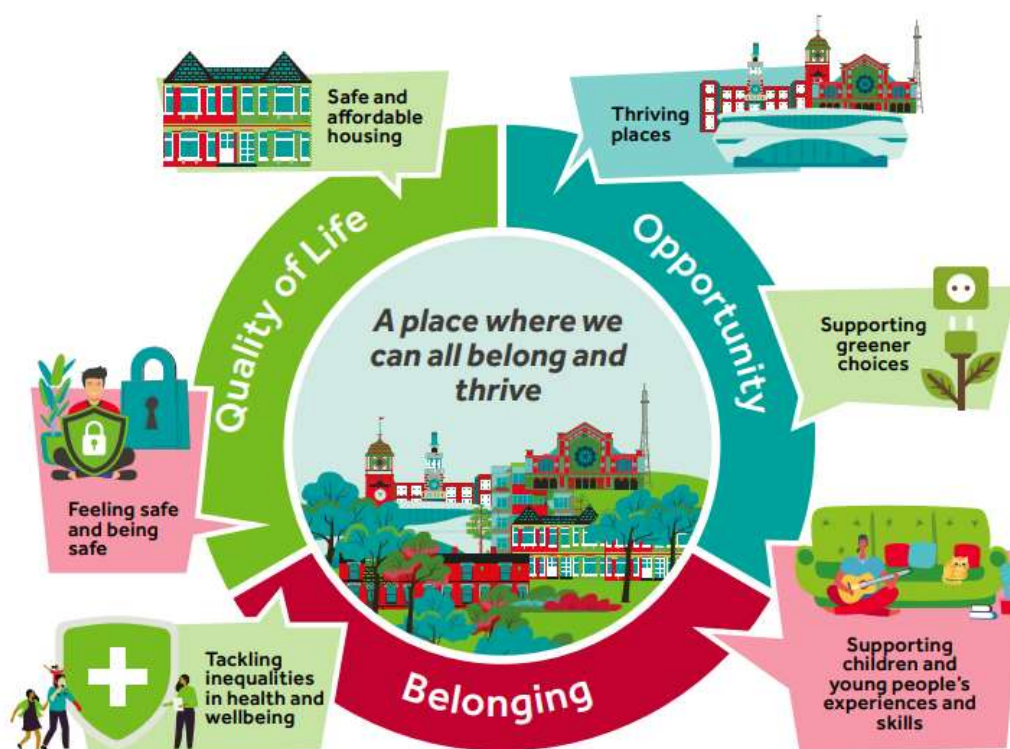 Safe and
affordable
housing
Thriving
places
Quality of Life
Opportunity
A place where we
can all belong and
thrive
Supporting
greener
choices
Feeling safe
and being
safe
Supporting
children and
young people's
experiences and
skills
Tackling
inequalities
in health and
wellbeing
Belonging